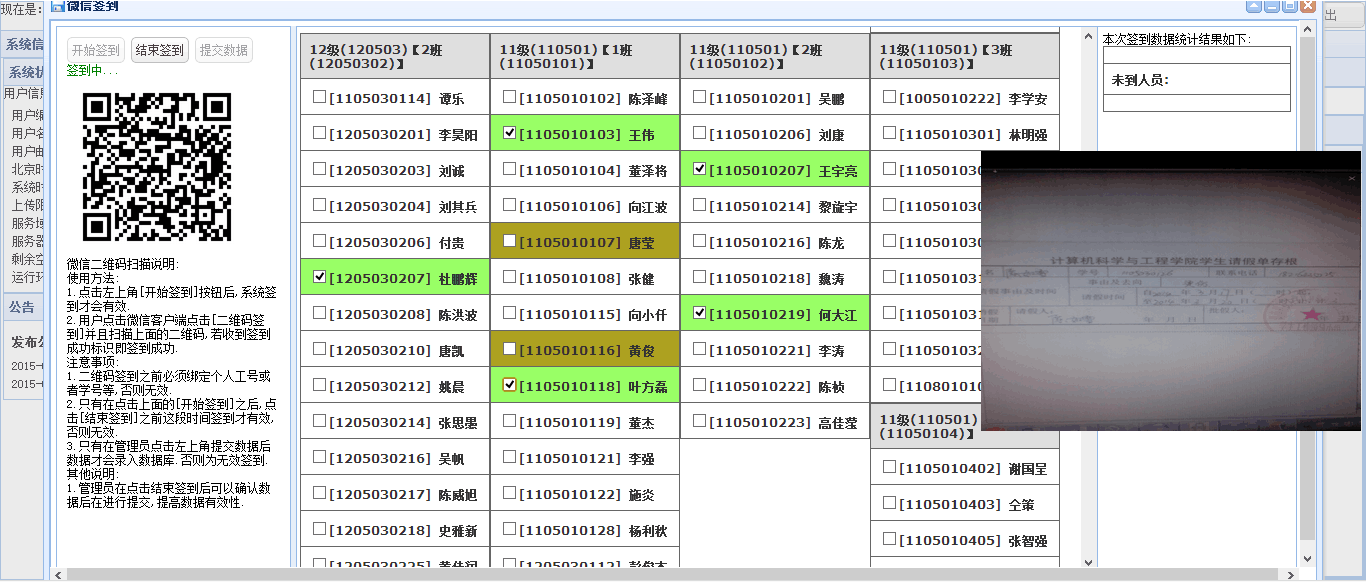 现在是:
微信签到
出
系统信
系统状
用户信息
用户编
用户名
用户由
北京时
系统时
上传限
服务域
服务器
剩余空
运行环
公告
发布公
2015-
2015-
开始签到 结束签到 提交数据
签到中...
微信二维码扫描说明:
使用方法:
1.点击左上角[开始签到]按钮后,系统签
到才会有效.
2.用户点击微信客户端点击[二维码签
到]并且扫描上面的二维码,若收到签到
成功标识即签到成功.
注意事项:
1.二维码签到之前必须绑定个人工号或
者学号等,否则无效.
2.只有在点击上面的[开始签到]之后,点
击[结束签到]之前这段时间签到才有效,
否则无效.
3.只有在管理员点击左上角提交数据后
数据才会录入数据库.否则为无效签到.
其他说明:
1.管理员在点击结束签到后可以确认数
据后在进行提交,提高数据有效性.
12级(120503)【2班
(12050302)】
[1105030114] 谭乐
[1205030201] 李昊阳
[1205030203] 刘诚
[1205030204] 刘其兵
[1205030206] 付贵
[1205030207] 杜鹏辉
[1205030208] 陈洪波
[1205030210] 唐凯
[1205030212] 姚晨
[1205030214] 张思墨
[1205030216] 吴帆
[1205030217] 陈威旭
[1205030218] 史雅新
[1205030225]
11级(110501)【1班
(11050101)】
[1105010102] 陈泽峰
[1105010103] 王伟
[1105010104] 董泽将
[1105010106] 向江波
[1105010107] 唐莹
[1105010108] 张健
[1105010115] 向小仟
[1105010116] 黄俊
[1105010118] 叶方磊
[1105010119] 董杰
[1105010121] 李强
[1105010122] 施炎
[1105010128] 杨利秋
[1205030112]
11级(110501)【2班
(11050102)】
[1105010201] 吴鹏
[1105010206] 刘康
[1105010207] 王宇亮
[1105010214] 黎旋宇
[1105010216] 陈龙
[1105010218] 魏涛
[1105010219] 何大江
[1105010221] 李涛
[1105010222] 陈桢
[1105010223] 高佳莹
11级(110501)【3班
(11050103)】
[1005010222] 李学安
[1105010301] 林明强
[110501030
[110501030
[110501030
[110501031
[110501031
[110501032
[110801010
11级(110501)
(11050104)】
[1105010402] 谢国呈
[1105010403] 仝策
[1105010405] 张智强
本次签到数据统计结果如下:
未到人员:
计算机科学与工程学院学生请假单存根